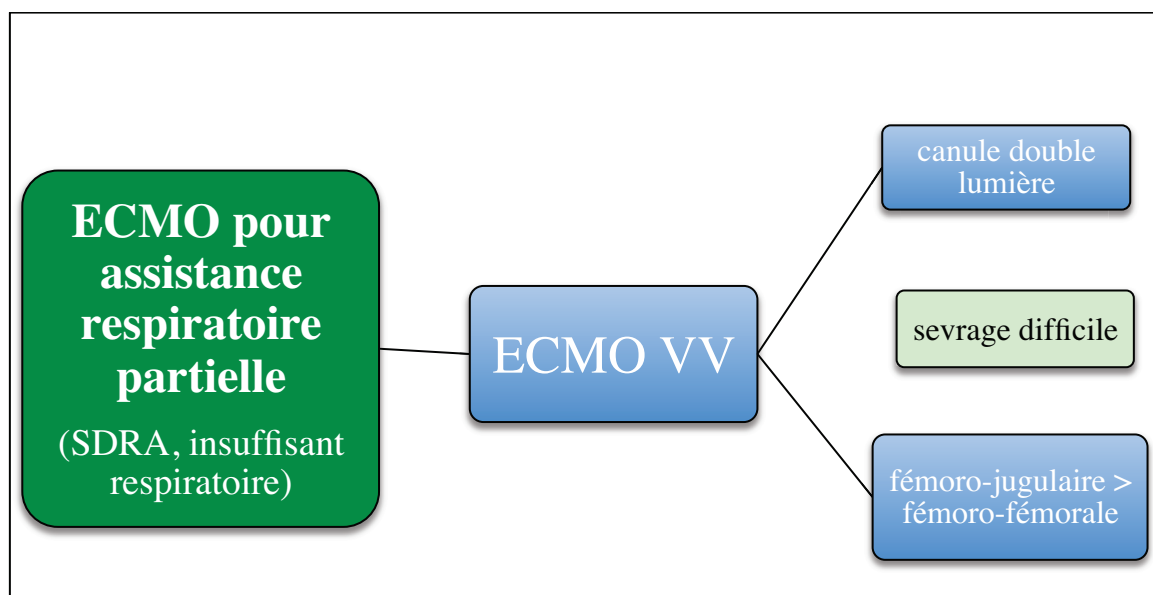 ECMO pour
assistance
respiratoire
partielle
(SDRA, insuffisant
respiratoire)
ECMO VV
canule double
lumière
sevrage difficile
fémoro-jugulaire >
fémoro-fémorale